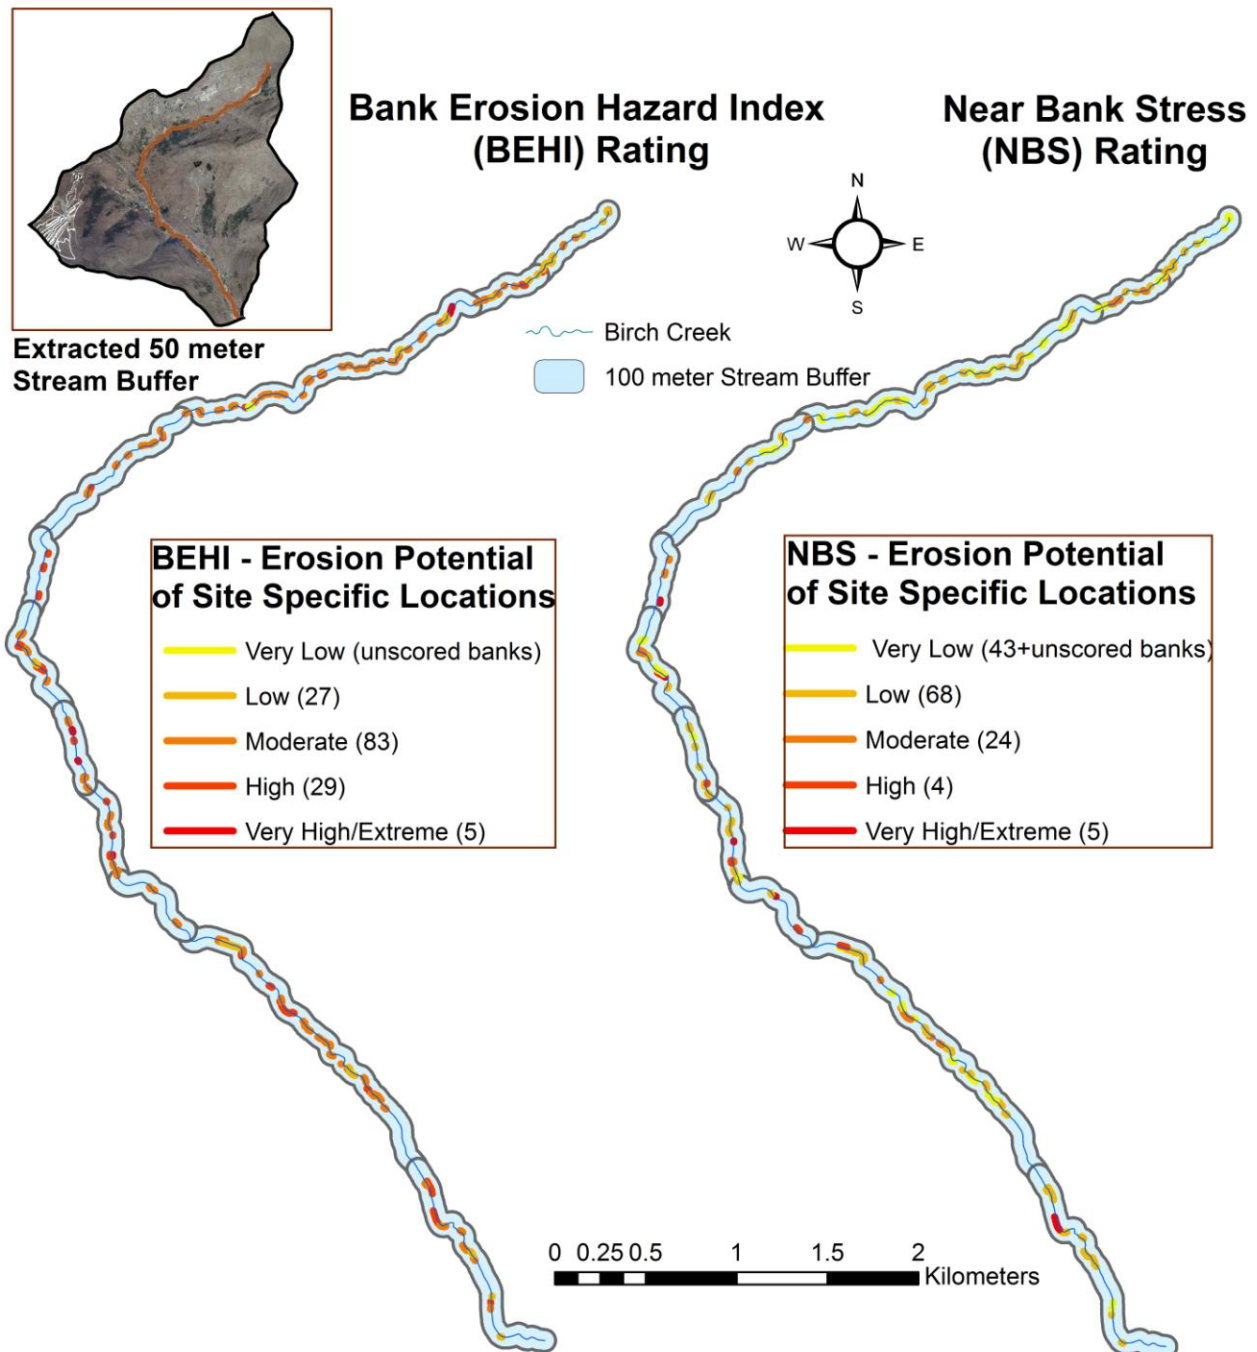 Bank Erosion Hazard Index
(BEHI) Rating
Near Bank Stress
(NBS) Rating
N
W
E
S
Extracted 50 meter
Stream Buffer
Birch Creek
100 meter Stream Buffer
BEHI - Erosion Potential
of Site Specific Locations
Very Low (unscored banks)
Low (27)
Moderate (83)
High (29)
Very High/Extreme (5)
NBS - Erosion Potential
of Site Specific Locations
Very Low (43+unscored banks)
Low (68)
Moderate (24)
High (4)
Very High/Extreme (5)
0 0.25 0.5 1 1.5 2
Kilometers